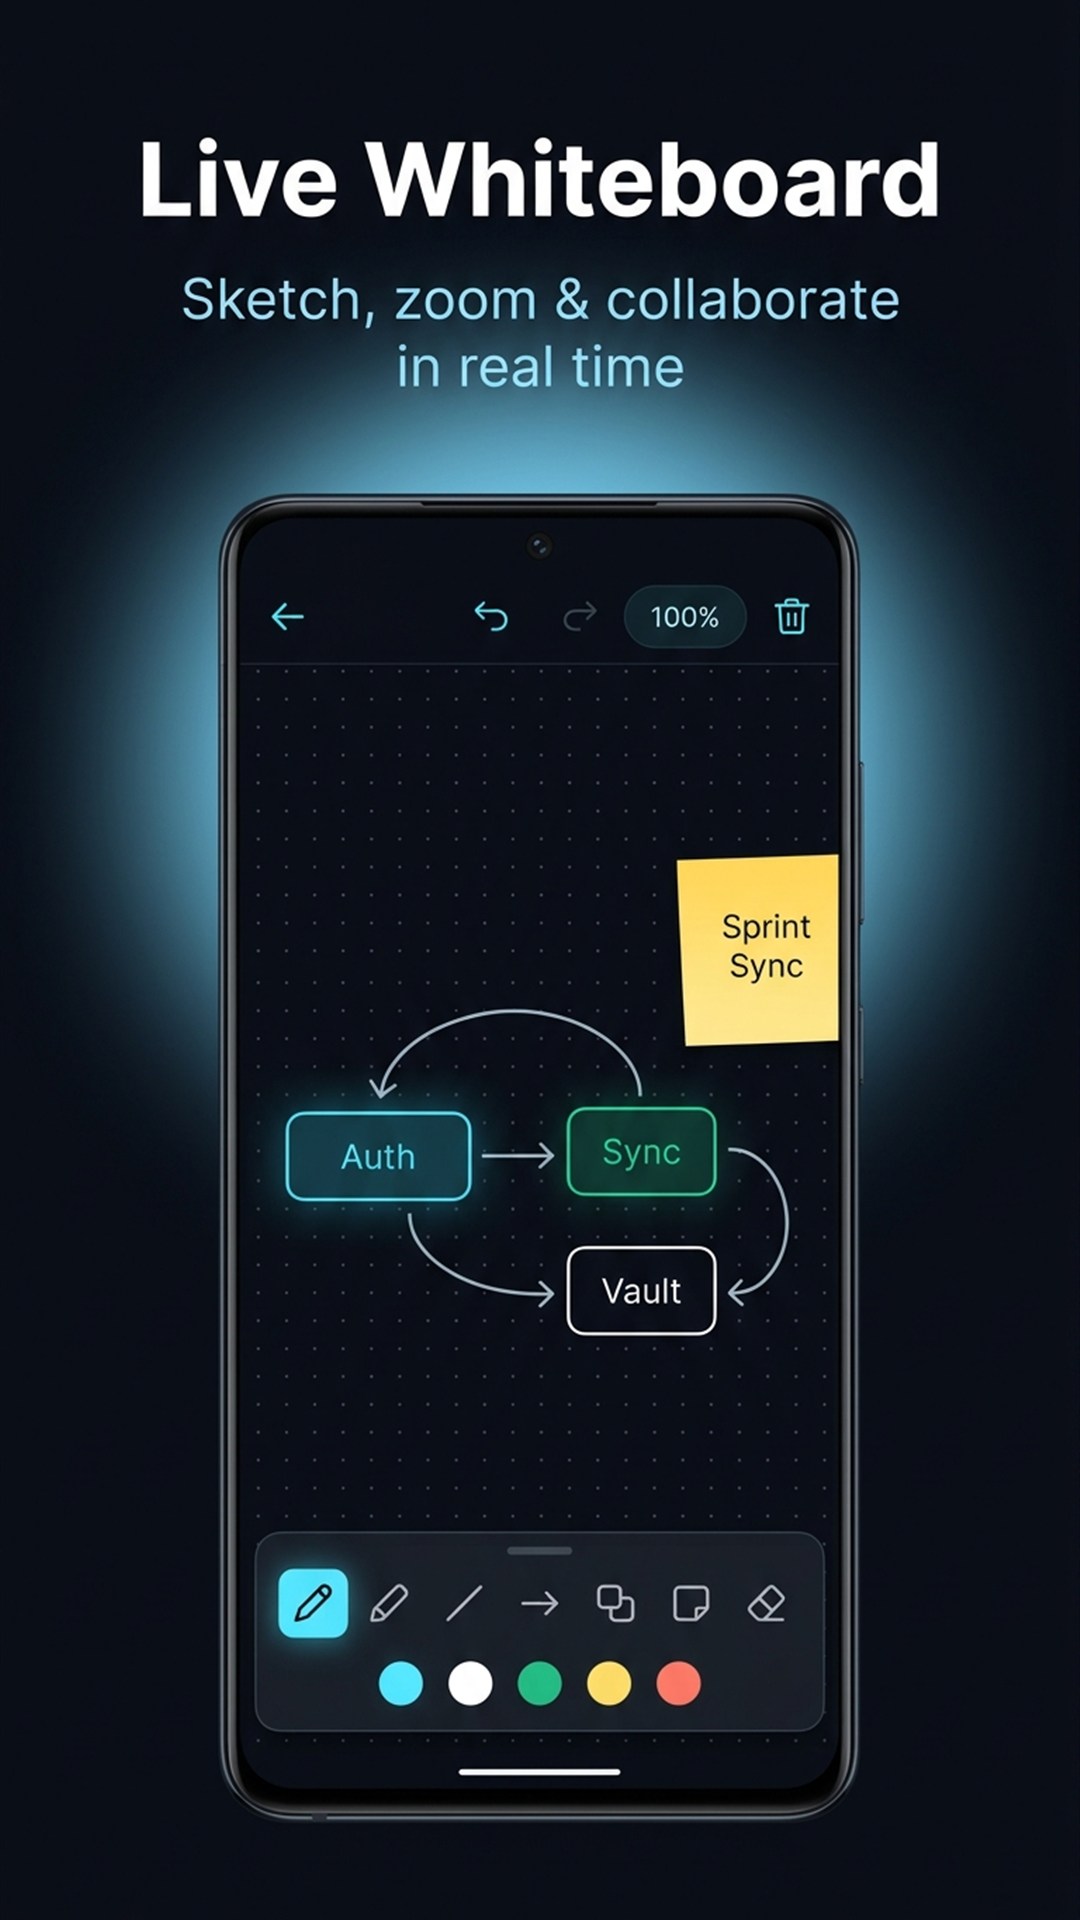 Live Whiteboard
Sketch, zoom & collaborate
in real time
100%
Sprint
Sync
Auth
Sync
Vault